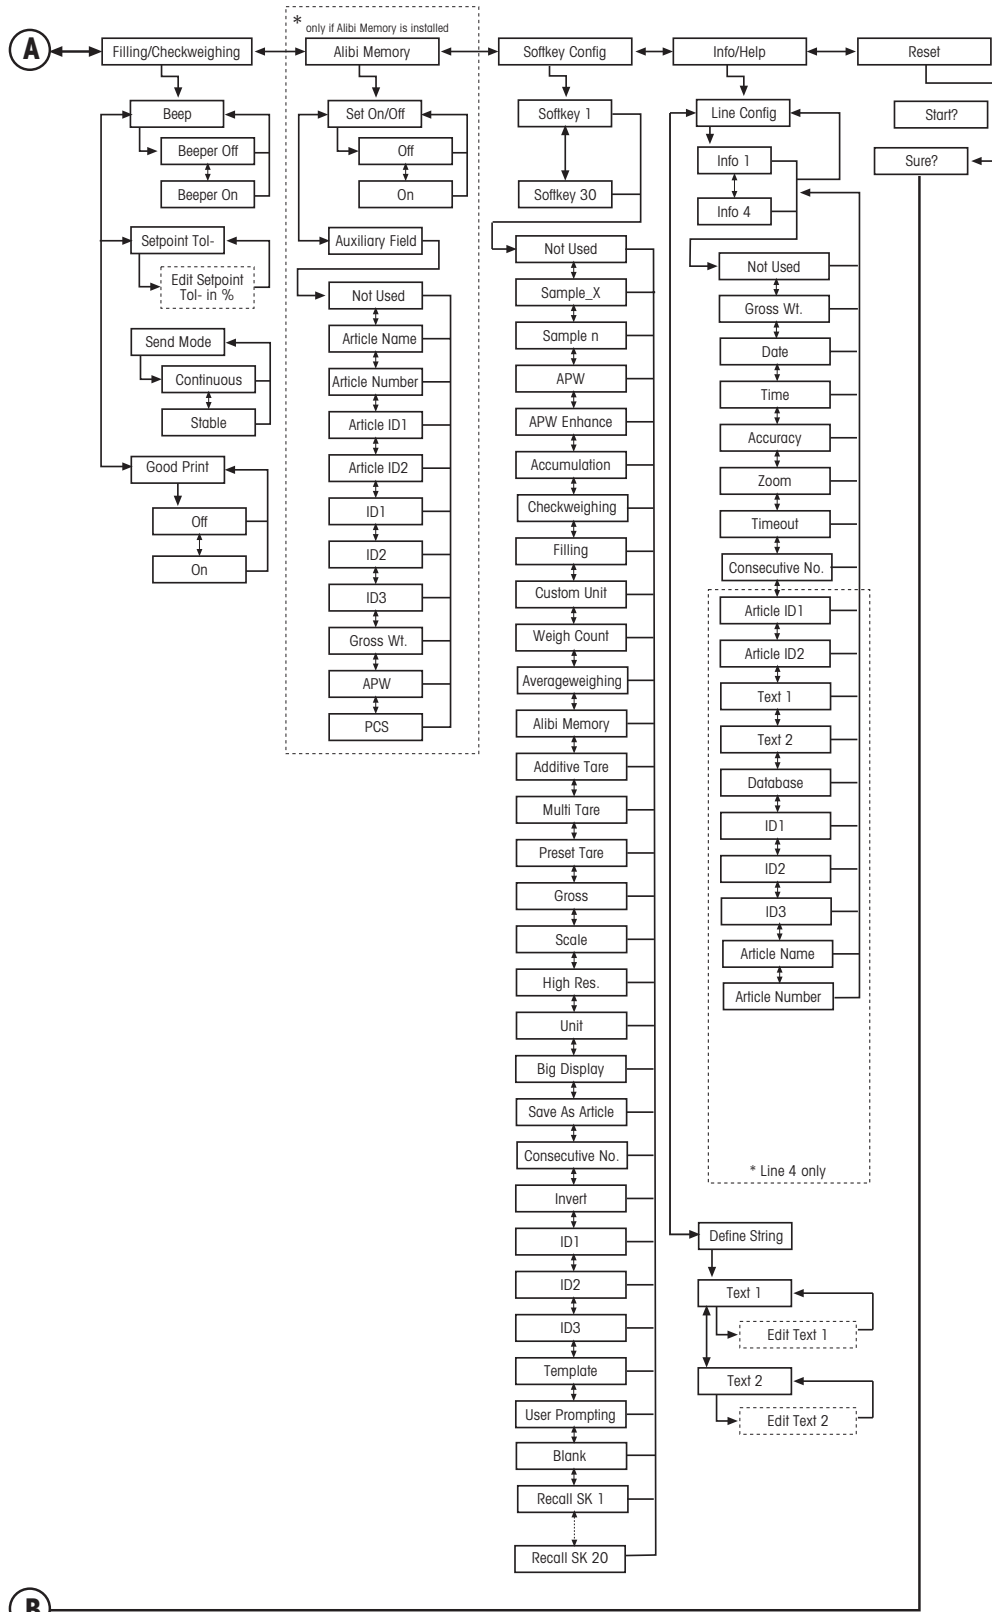 * only if Alibi Memory is installed
A
Filling/Checkweighing
Alibi Memory
Softkey Config
Info/Help
Reset
Beep
Beeper Off
Beeper On
Setpoint Tol-
Edit Setpoint
Tol- in %
Send Mode
Continuous
Stable
Good Print
Off
On
Set On/Off
Off
On
Auxiliary Field
Not Used
Article Name
Article Number
Article ID1
Article ID2
ID1
ID2
ID3
Gross Wt.
APW
PCS
Softkey 1
Softkey 30
Not Used
Sample_X
Sample n
APW
APW Enhance
Accumulation
Checkweighing
Filling
Custom Unit
Weigh Count
Averageweighing
Alibi Memory
Additive Tare
Multi Tare
Preset Tare
Gross
Scale
High Res.
Unit
Big Display
Save As Article
Consecutive No.
Invert
ID1
ID2
ID3
Template
User Prompting
Blank
Recall SK 1
Recall SK 20
Line Config
Info 1
Info 4
Not Used
Gross Wt.
Date
Time
Accuracy
Zoom
Timeout
Consecutive No.
Article ID1
Article ID2
Text 1
Text 2
Database
ID1
ID2
ID3
Article Name
Article Number
* Line 4 only
Define String
Text 1
Edit Text 1
Text 2
Edit Text 2
Start?
Sure?
B